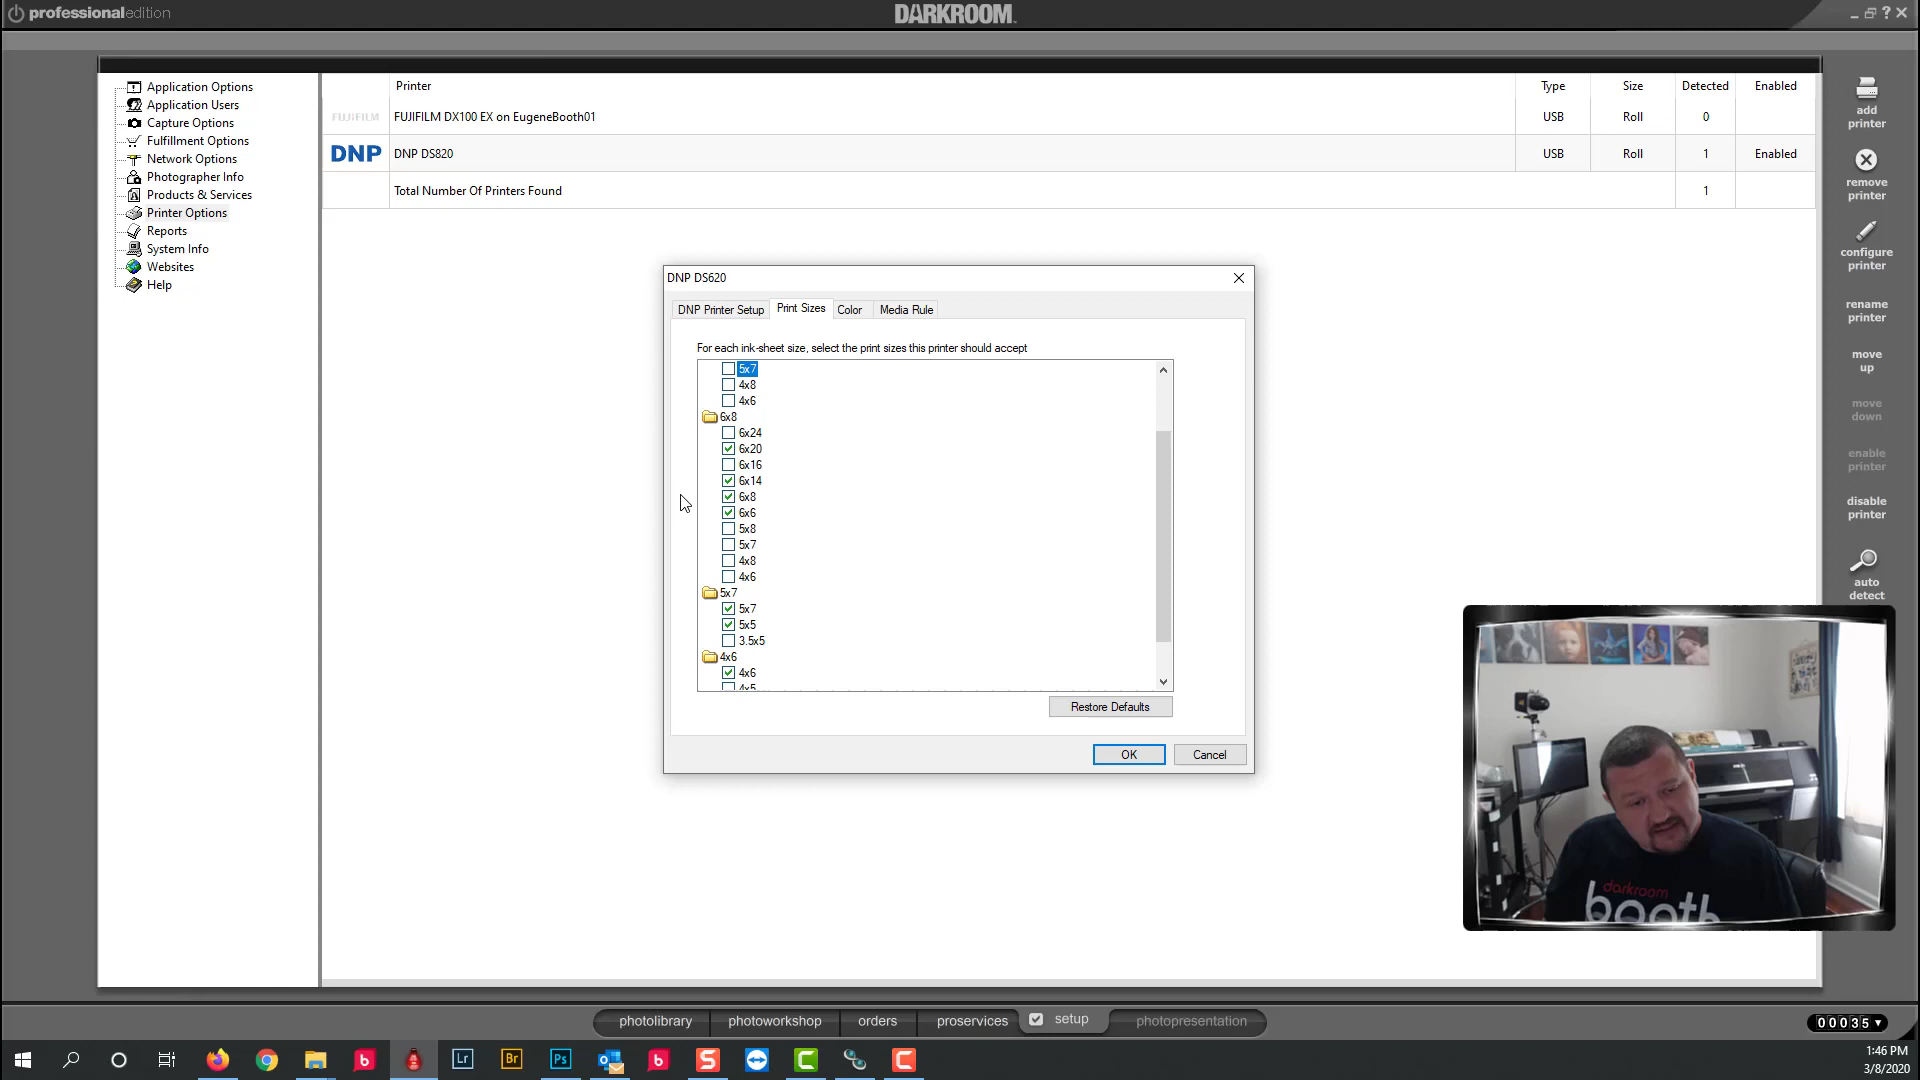 professionaledition
DARKROOM
Application Options
Application Users
Capture Options
Fulfillment Options
Network Options
Photographer Info
Products & Services
Printer Options
Reports
System Info
Websites
Help
Printer Type Size Detected Enabled
FUJIFILM FUJIFILM DX100 EX on EugeneBooth01 USB Roll 0
DNP DNP DS820 USB Roll 1 Enabled
Total Number Of Printers Found 1
add
printer
remove
printer
configure
printer
rename
printer
move
up
move
down
enable
printer
disable
printer
auto
detect
DNP DS620
DNP Printer Setup Print Sizes Color Media Rule
For each ink-sheet size, select the print sizes this printer should accept
5x7
4x8
4x6
6x8
6x24
6x20
6x16
6x14
6x8
6x6
5x8
5x7
4x8
4x6
5x7
5x7
5x5
3.5x5
4x6
4x6
4x5
Restore Defaults
OK Cancel
darkroom
booth
photolibrary photoworkshop orders proservices setup photopresentation
00035
b Lr Br Ps b S C C
1:46 PM
3/8/2020